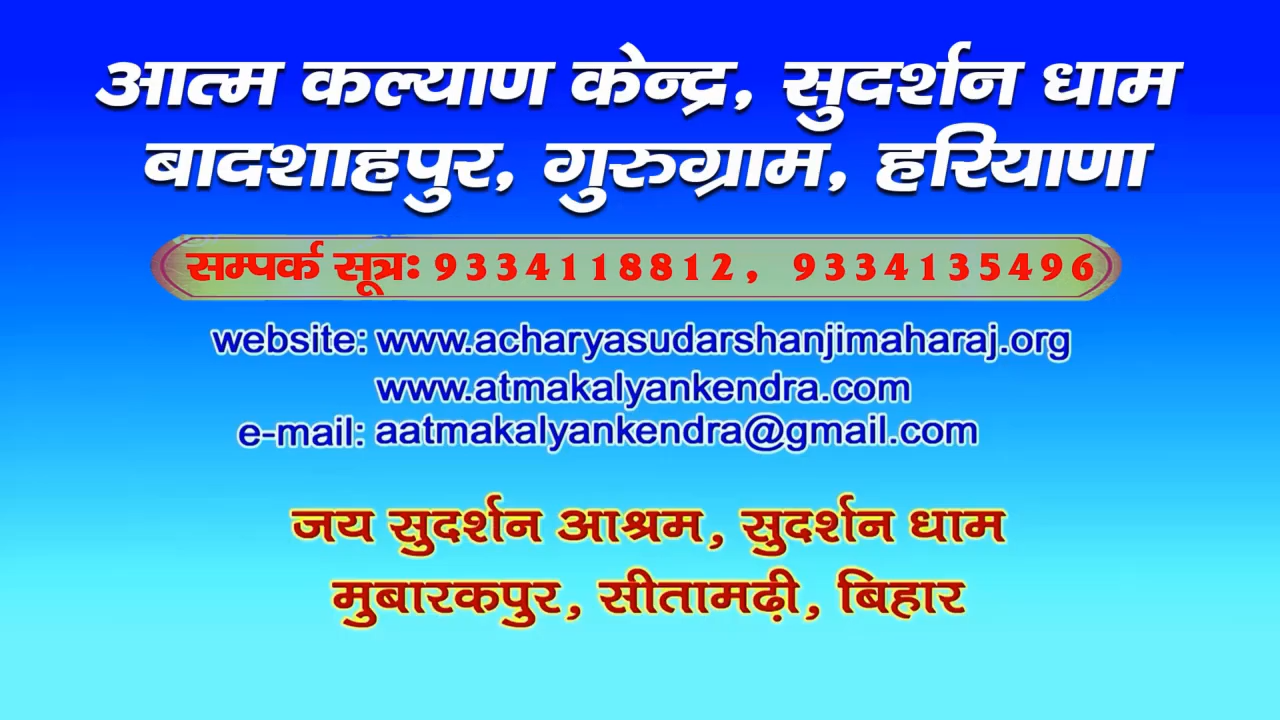 आत्म कल्याण केन्द्र, सुदर्शन धाम
बादशाहपुर, गुरुग्राम, हरियाणा
सम्पर्क सूत्रः 9334118812, 9334135496
website: www.acharyasudarshanjimaharaj.org
www.atmakalyankendra.com
e-mail: aatmakalyankendra@gmail.com
जय सुदर्शन आश्रम, सुदर्शन धाम
मुबारकपुर, सीतामढ़ी, बिहार